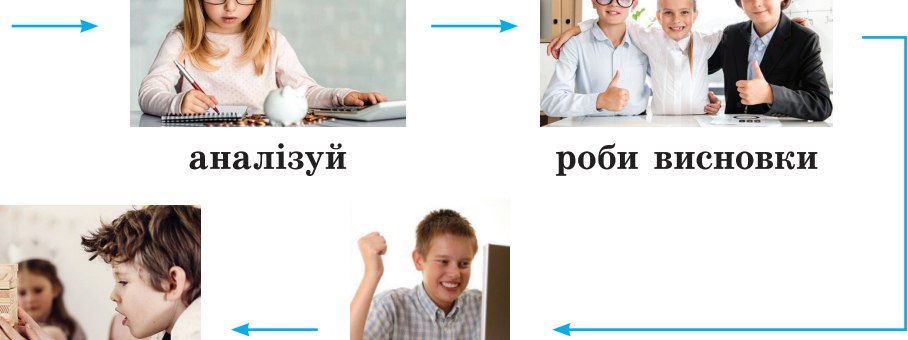 аналізуй
роби висновки